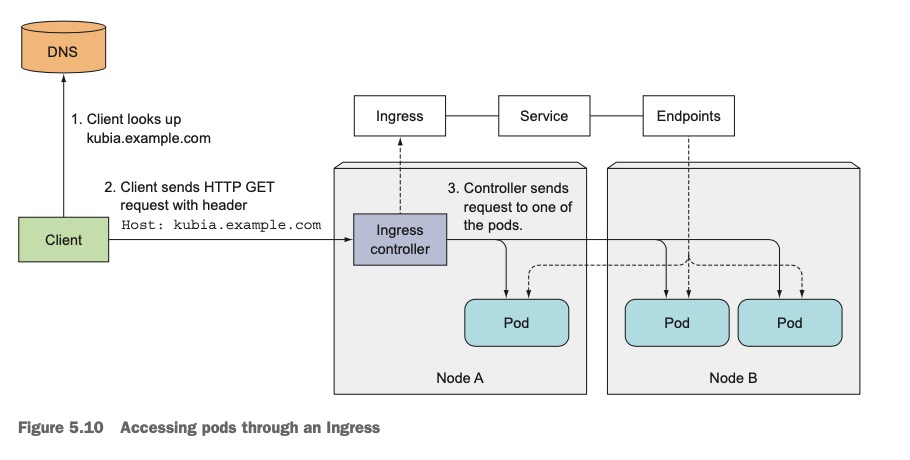 DNS
1. Client looks up
kubia.example.com
Ingress
Service
Endpoints
2. Client sends HTTP GET
request with header
Host: kubia.example.com
3. Controller sends
request to one of
the pods.
Client
Ingress
controller
Pod
Pod
Pod
Node A
Node B
Figure 5.10 Accessing pods through an Ingress